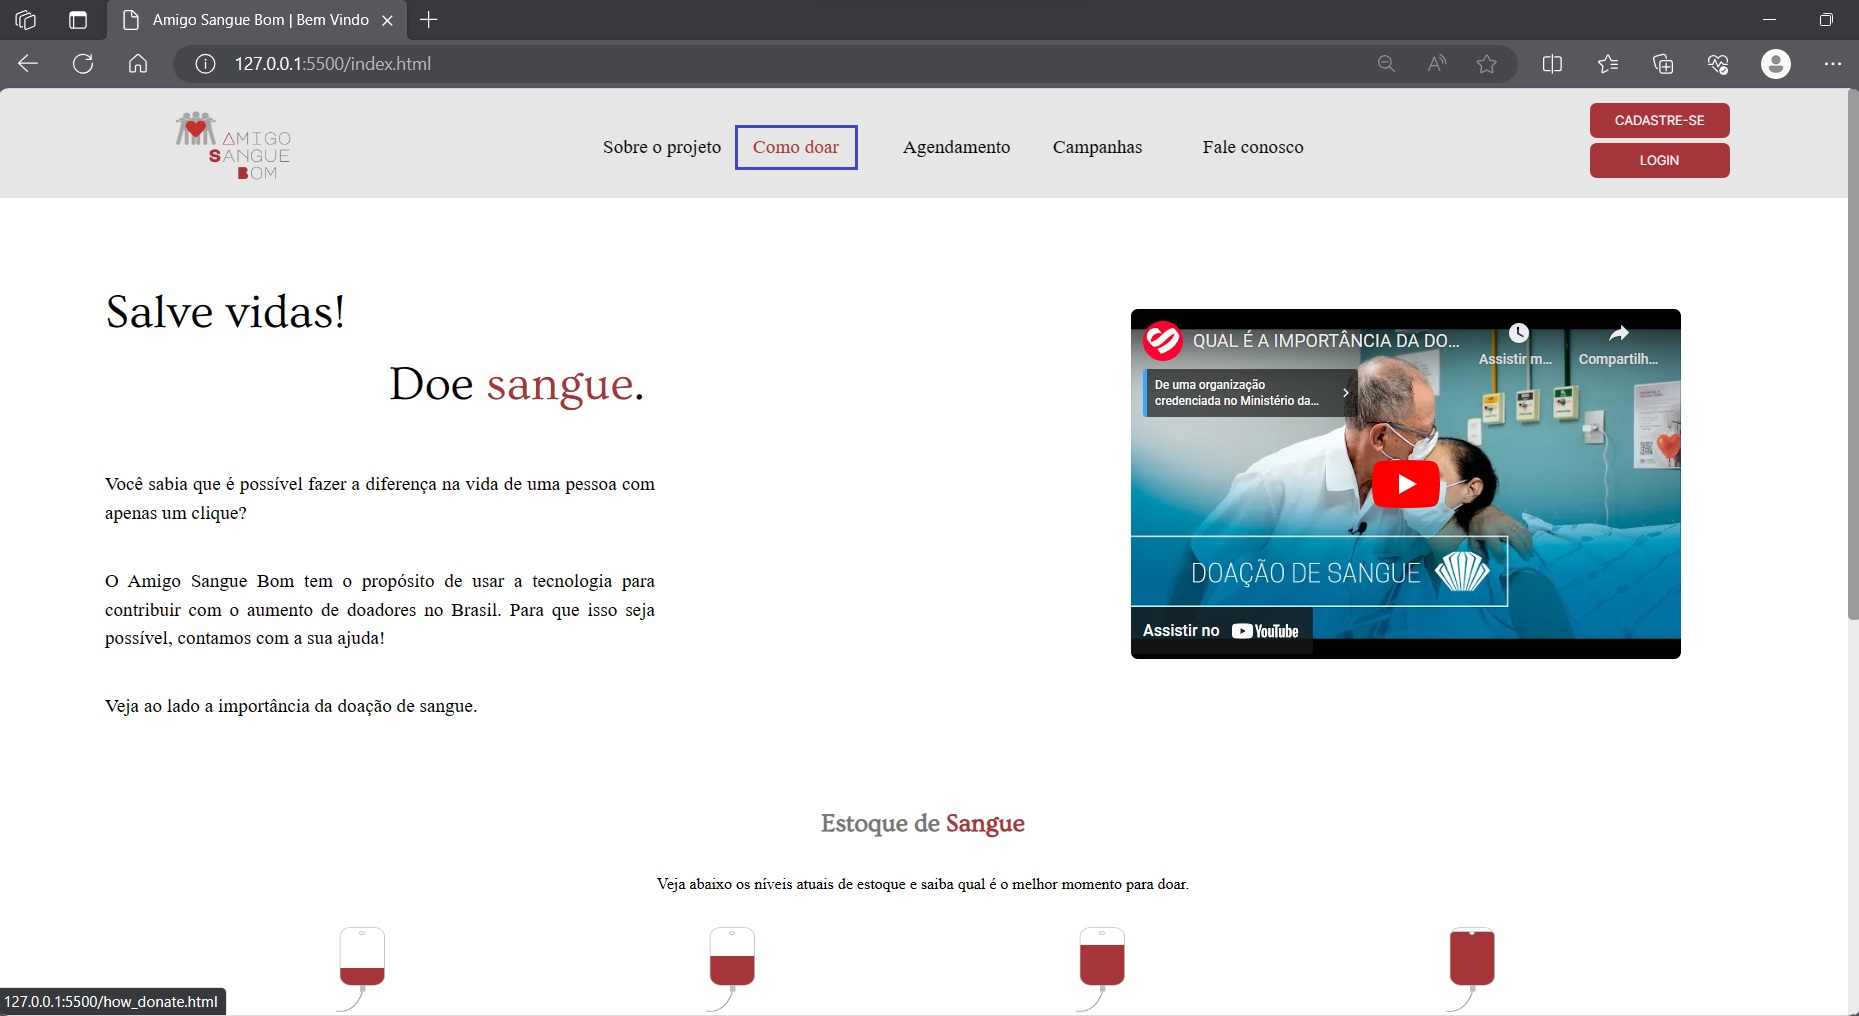 Amigo Sangue Bom | Bem Vindo
127.0.0.1:5500/index.html
AMIGO
SANGUE
BOM
Sobre o projeto
Como doar
Agendamento
Campanhas
Fale conosco
CADASTRE-SE
LOGIN
Salve vidas!
Doe sangue.
Você sabia que é possível fazer a diferença na vida de uma pessoa com
apenas um clique?
O Amigo Sangue Bom tem o propósito de usar a tecnologia para
contribuir com o aumento de doadores no Brasil. Para que isso seja
possível, contamos com a sua ajuda!
Veja ao lado a importância da doação de sangue.
QUAL É A IMPORTÂNCIA DA DO...
Assistir m...
Compartilh...
De uma organização
credenciada no Ministério da...
DOAÇÃO DE SANGUE
Assistir no YouTube
Estoque de Sangue
Veja abaixo os níveis atuais de estoque e saiba qual é o melhor momento para doar.
127.0.0.1:5500/how_donate.html